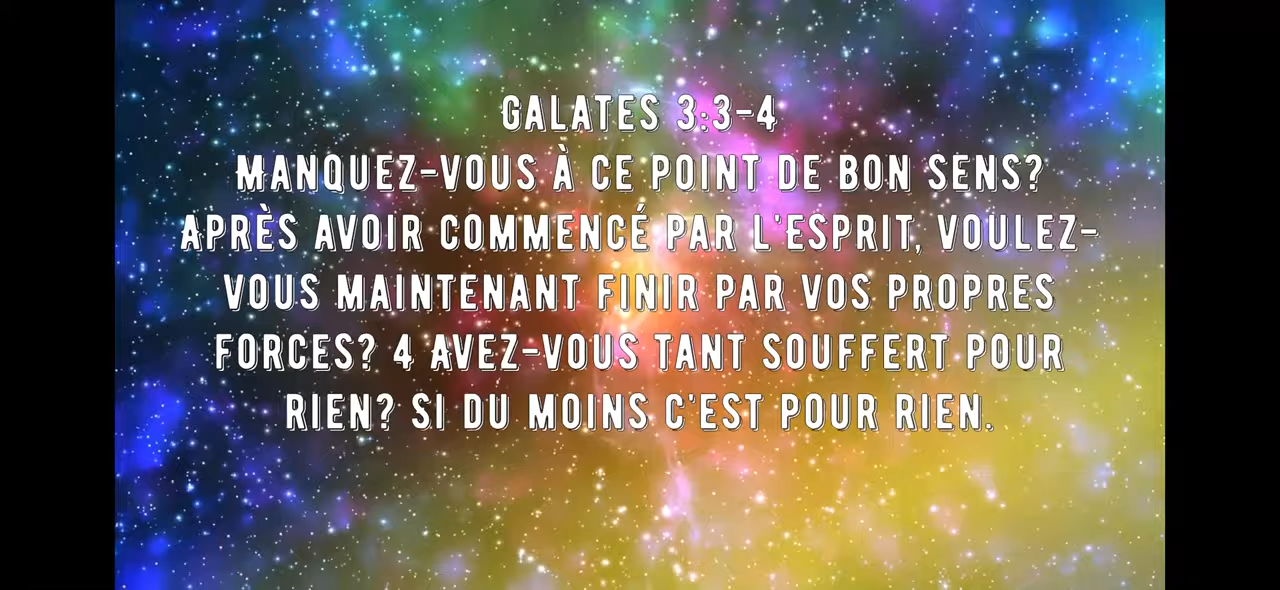 GALATES 3:3-4
MANQUEZ-VOUS À CE POINT DE BON SENS?
APRÈS AVOIR COMMENCÉ PAR L'ESPRIT, VOULEZ-
VOUS MAINTENANT FINIR PAR VOS PROPRES
FORCES? 4 AVEZ-VOUS TANT SOUFFERT POUR
RIEN? SI DU MOINS C'EST POUR RIEN.